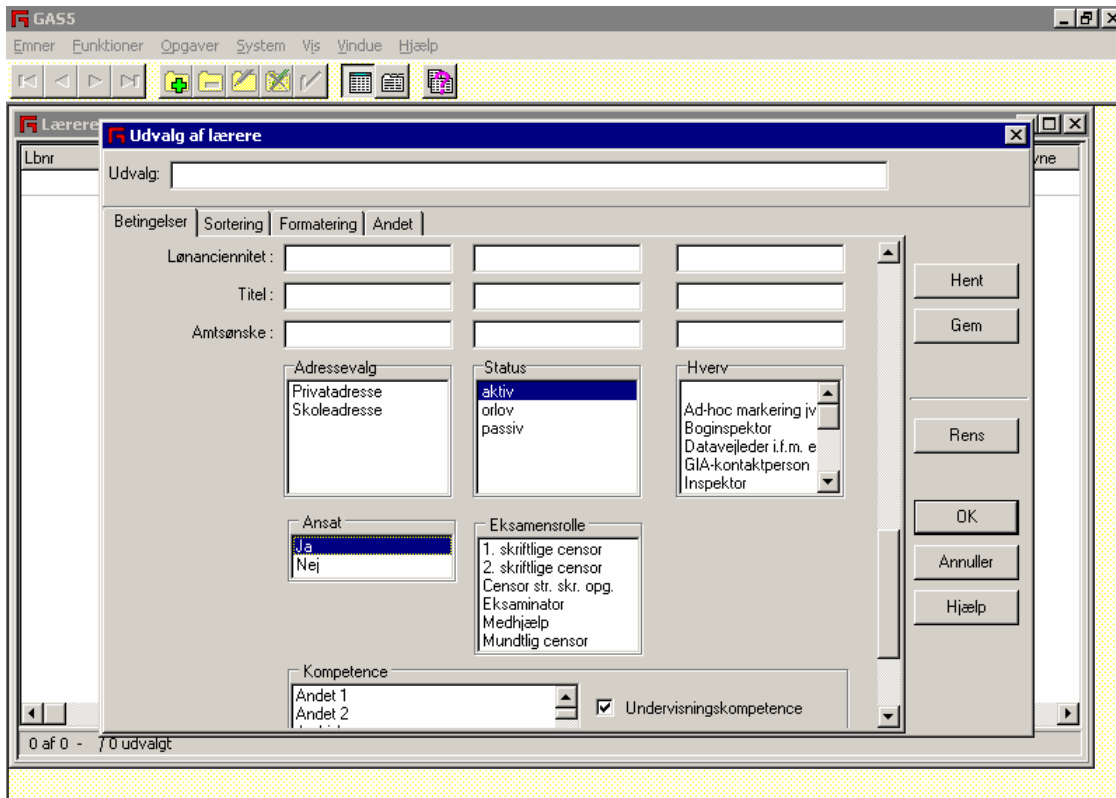 GAS5
Emner Funktioner Opgaver System Vis Vindue Hjælp
Lærere
Udvalg af lærere
Lbnr
vne
Udvalg:
Betingelser Sortering Formatering Andet
Lønanciennitet :
Titel :
Amtsønske :
Hent
Gem
Rens
OK
Annuller
Hjælp
Adressevalg
Privatadresse
Skoleadresse
Status
aktiv
orlov
passiv
Hverv
Ad-hoc markering jv
Boginspektor
Datavejleder i.f.m. e
GIA-kontaktperson
Inspektor
Ansat
Ja
Nej
Eksamensrolle
1. skriftlige censor
2. skriftlige censor
Censor str. skr. opg.
Eksaminator
Medhjælp
Mundtlig censor
Kompetence
Andet 1
Andet 2
Undervisningskompetence
0 af 0 - / 0 udvalgt